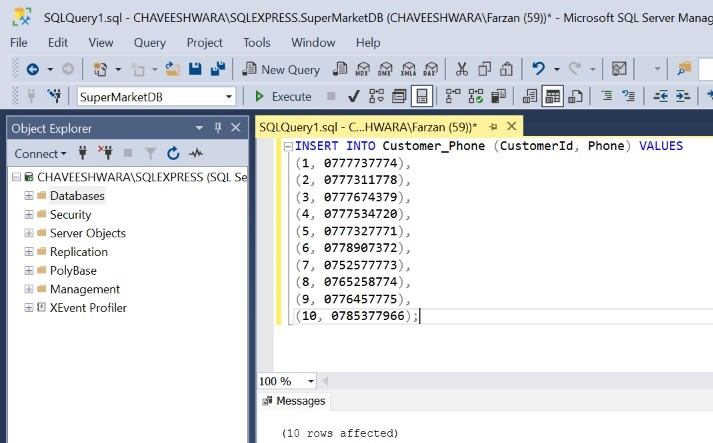 SQLQuery1.sql - CHAVEESHWARA\SQLEXPRESS.SuperMarketDB (CHAVEESHWARA\Farzan (59))* - Microsoft SQL Server Manag
File Edit View Query Project Tools Window Help
New Query MDX DMX XMLA DAX
SuperMarketDB Execute
Object Explorer
SQLQuery1.sql - C...HWARA\Farzan (59))*
Connect
CHAVEESHWARA\SQLEXPRESS (SQL Se
Databases
Security
Server Objects
Replication
PolyBase
Management
XEvent Profiler
INSERT INTO Customer_Phone (CustomerId, Phone) VALUES
(1, 0777737774),
(2, 0777311778),
(3, 0777674379),
(4, 0777534720),
(5, 0777327771),
(6, 0778907372),
(7, 0752577773),
(8, 0765258774),
(9, 0776457775),
(10, 0785377966);
100 %
Messages
(10 rows affected)